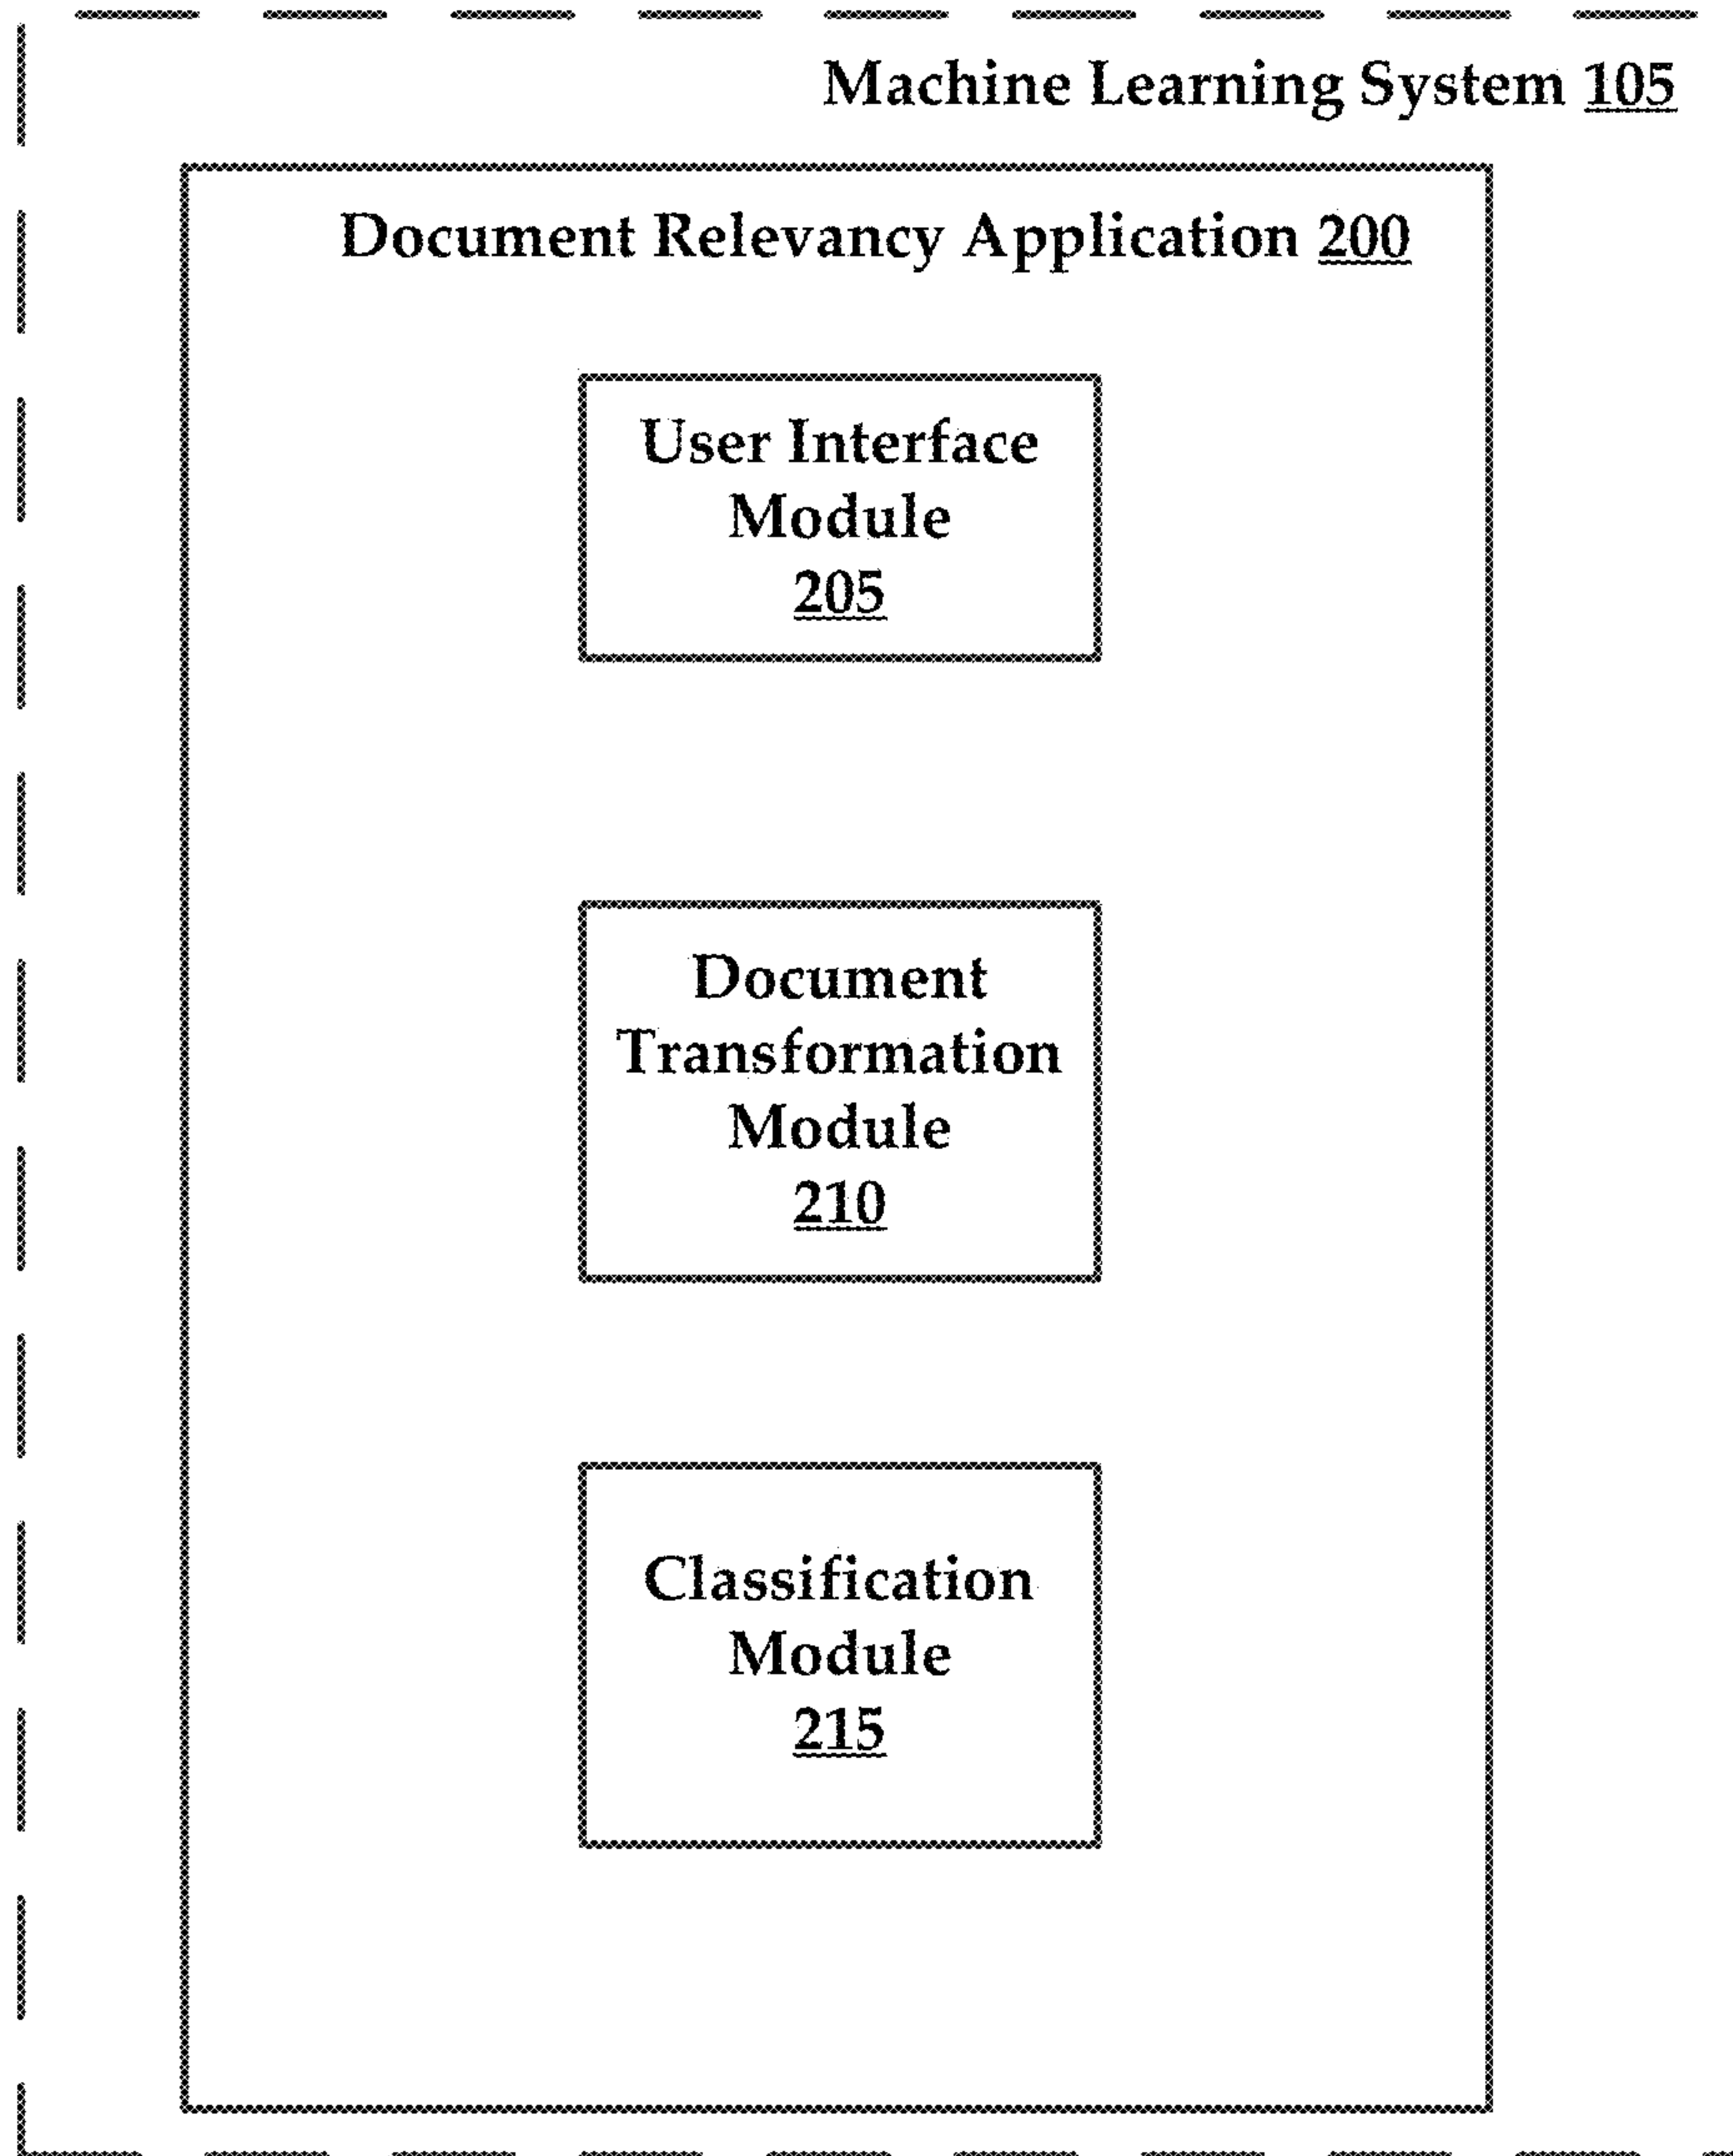 Machine Learning System 105
Document Relevancy Application 200
User Interface
Module
205
Document
Transformation
Module
210
Classification
Module
215